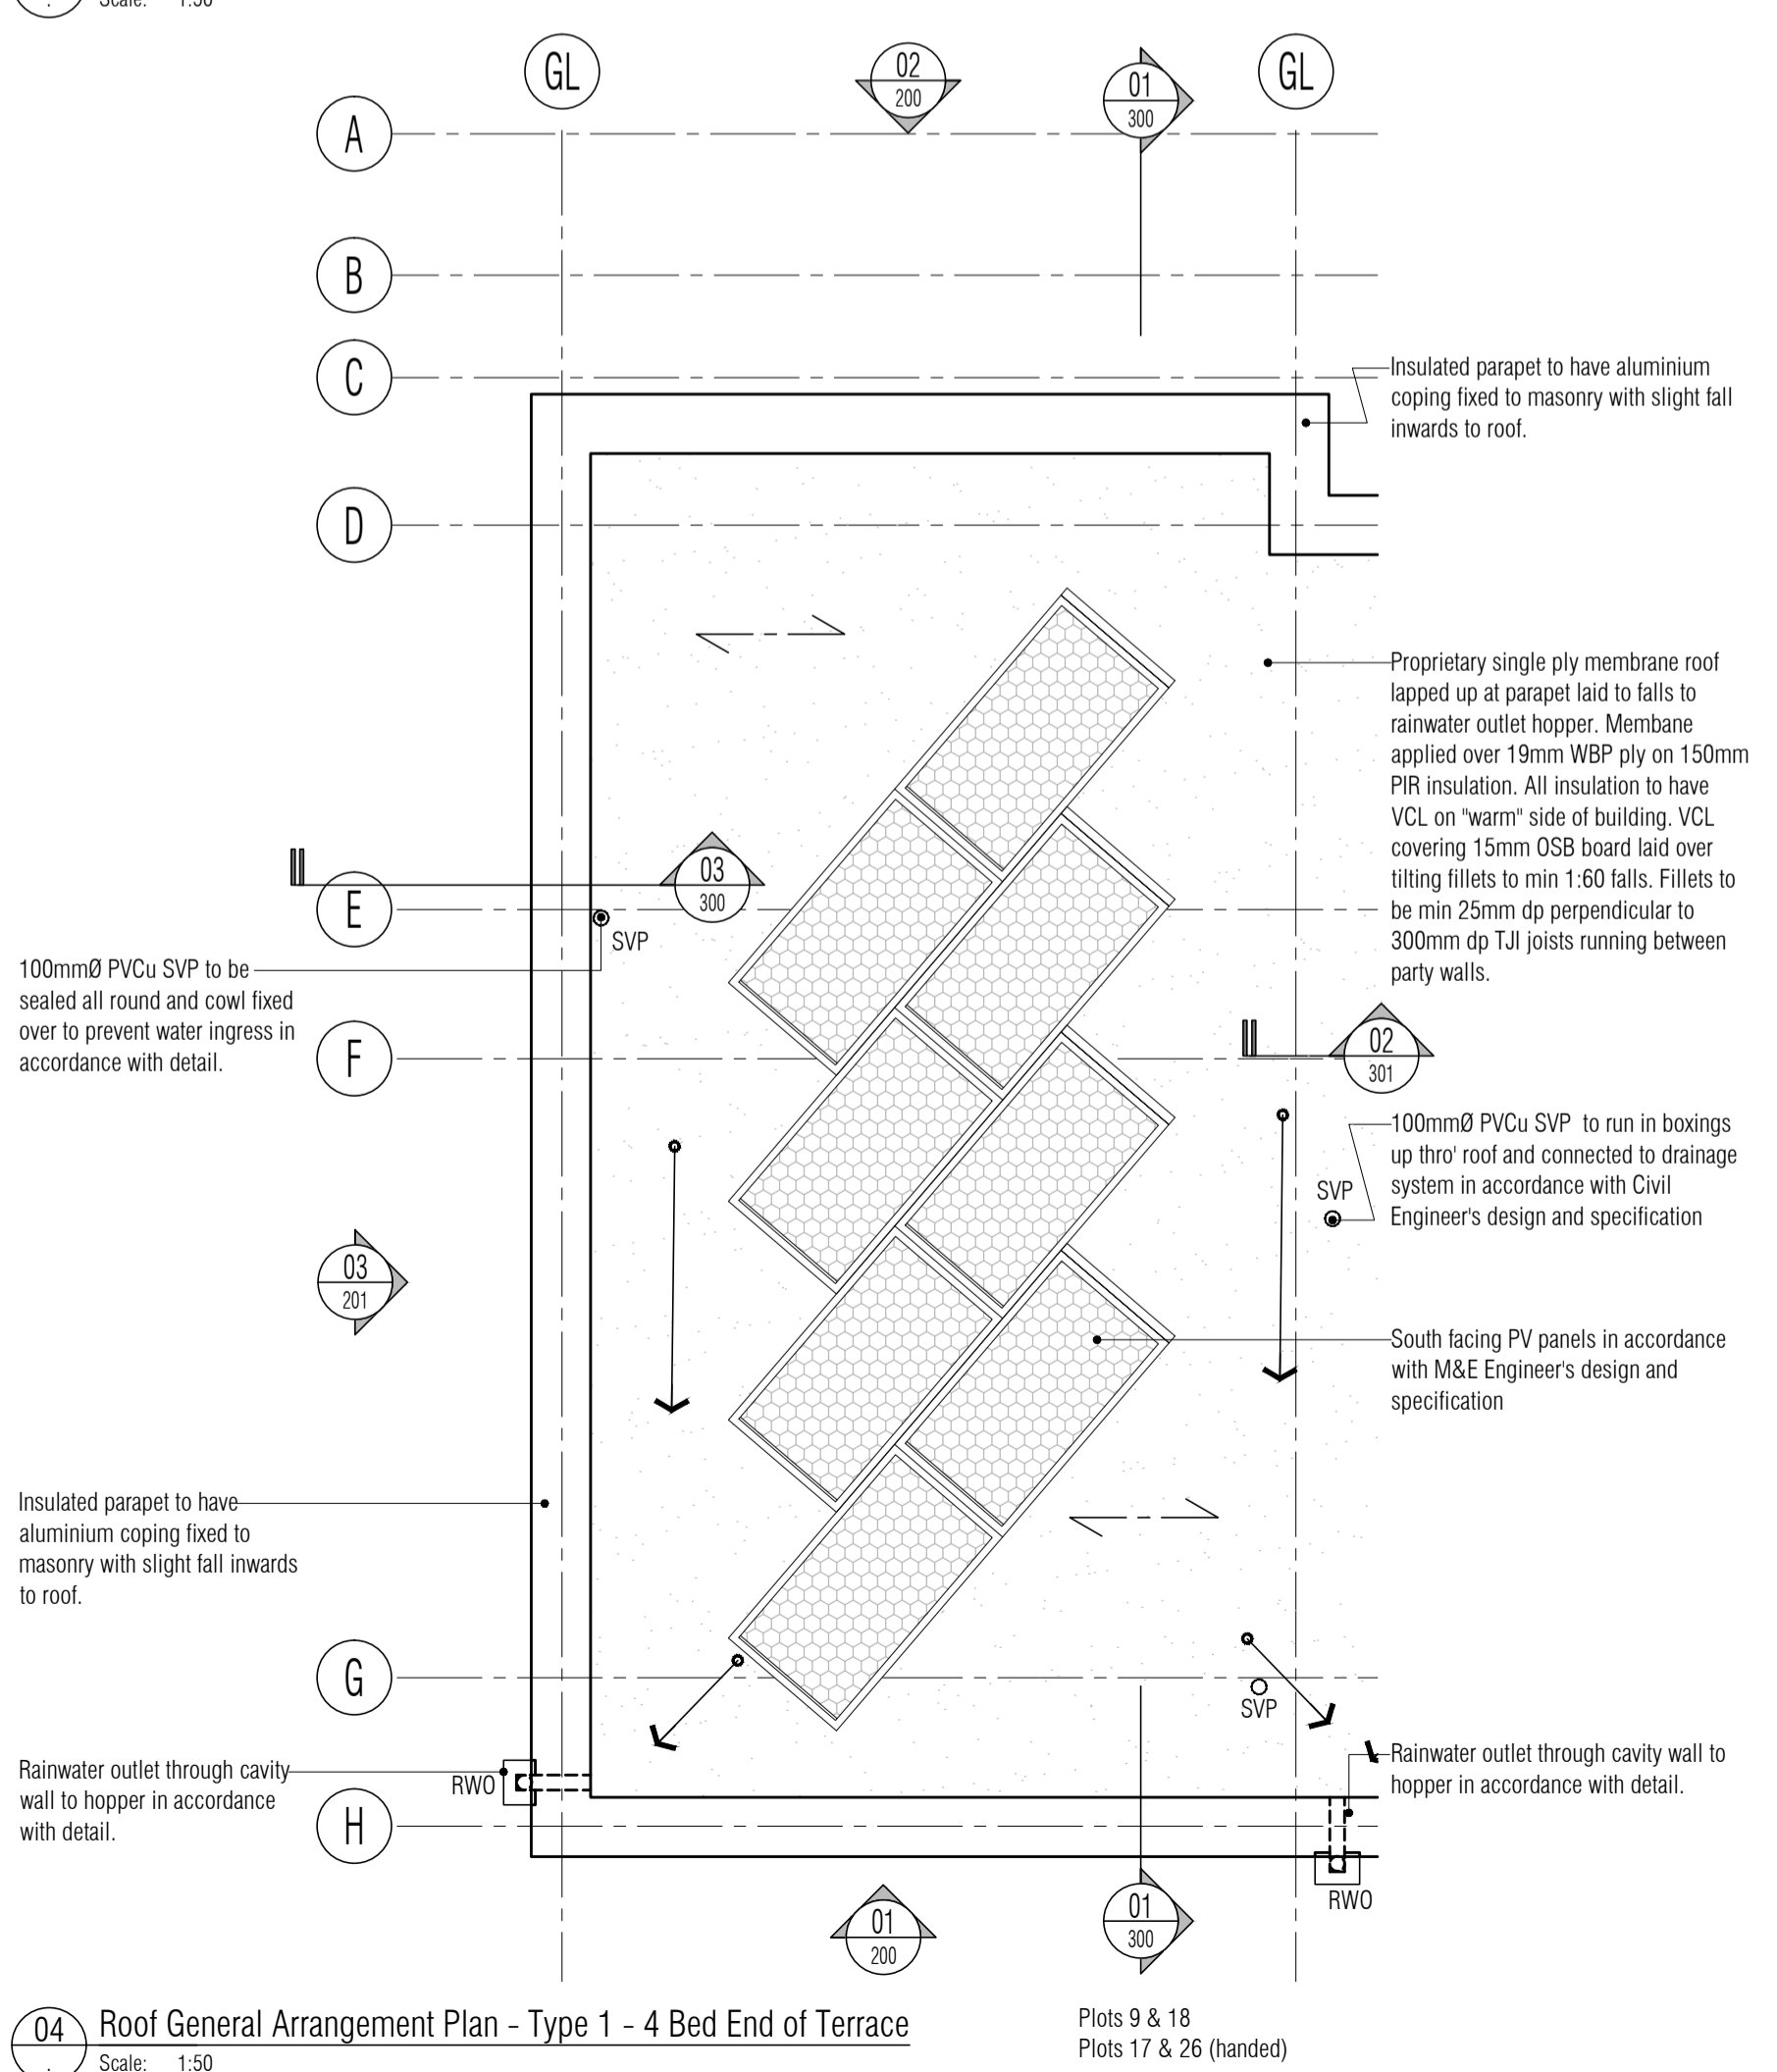 Scale: 1:50
GL
02
200
01
300
GL
A
B
C
Insulated parapet to have aluminium
coping fixed to masonry with slight fall
inwards to roof.
D
Proprietary single ply membrane roof
lapped up at parapet laid to falls to
rainwater outlet hopper. Membane
applied over 19mm WBP ply on 150mm
PIR insulation. All insulation to have
VCL on "warm" side of building. VCL
covering 15mm OSB board laid over
tilting fillets to min 1:60 falls. Fillets to
be min 25mm dp perpendicular to
300mm dp TJI joists running between
party walls.
03
300
E
SVP
100mmØ PVCu SVP to be
sealed all round and cowl fixed
over to prevent water ingress in
accordance with detail.
F
02
301
100mmØ PVCu SVP to run in boxings
up thro' roof and connected to drainage
system in accordance with Civil
Engineer's design and specification
SVP
03
201
South facing PV panels in accordance
with M&E Engineer's design and
specification
Insulated parapet to have
aluminium coping fixed to
masonry with slight fall inwards
to roof.
G
SVP
Rainwater outlet through cavity
wall to hopper in accordance
with detail.
RWO
Rainwater outlet through cavity wall to
hopper in accordance with detail.
H
RWO
01
200
01
300
04
Roof General Arrangement Plan - Type 1 - 4 Bed End of Terrace
Scale: 1:50
Plots 9 & 18
Plots 17 & 26 (handed)